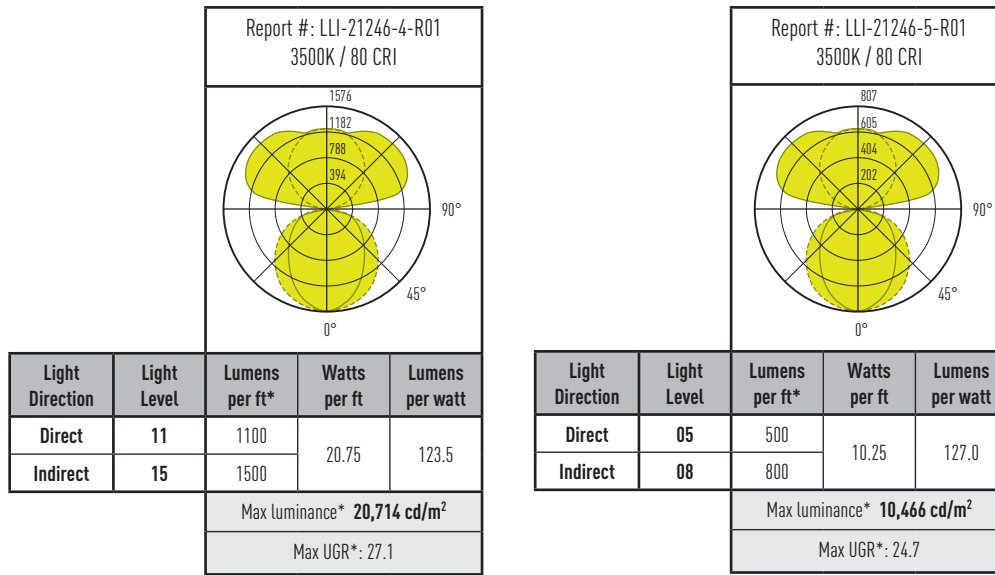 Report #: LLI-21246-4-R01
3500K / 80 CRI
1576
1182
788
394
90°
45°
0°
Light Direction Light Level Lumens per ft* Watts per ft Lumens per watt
Direct 11 1100 20.75 123.5
Indirect 15 1500
Max luminance* 20,714 cd/m²
Max UGR*: 27.1
Report #: LLI-21246-5-R01
3500K / 80 CRI
807
605
404
202
90°
45°
0°
Light Direction Light Level Lumens per ft* Watts per ft Lumens per watt
Direct 05 500 10.25 127.0
Indirect 08 800
Max luminance* 10,466 cd/m²
Max UGR*: 24.7